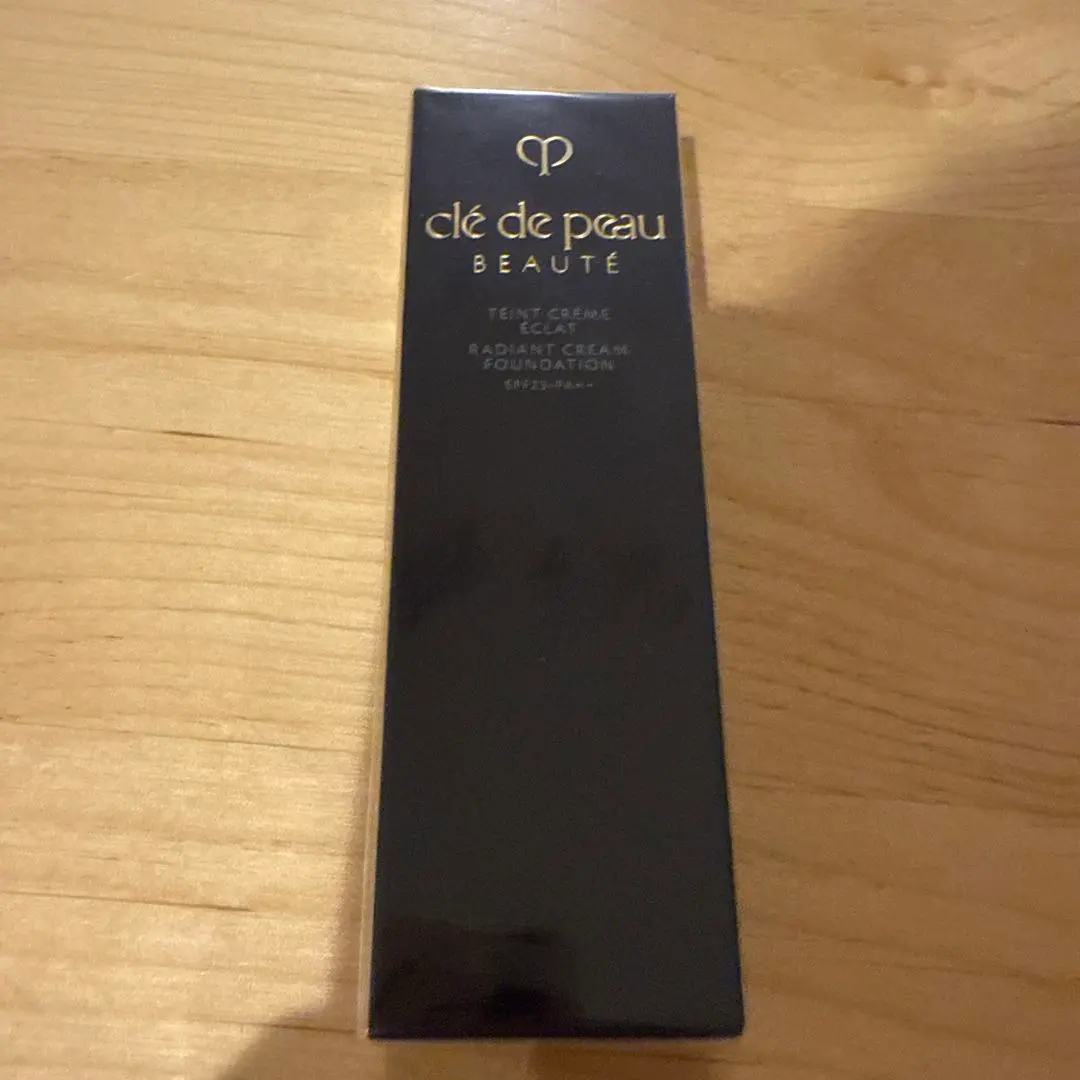 clé de peau
BEAUTÉ
TEINT CRÈME
ÉCLAT
RADIANT CREAM
FOUNDATION